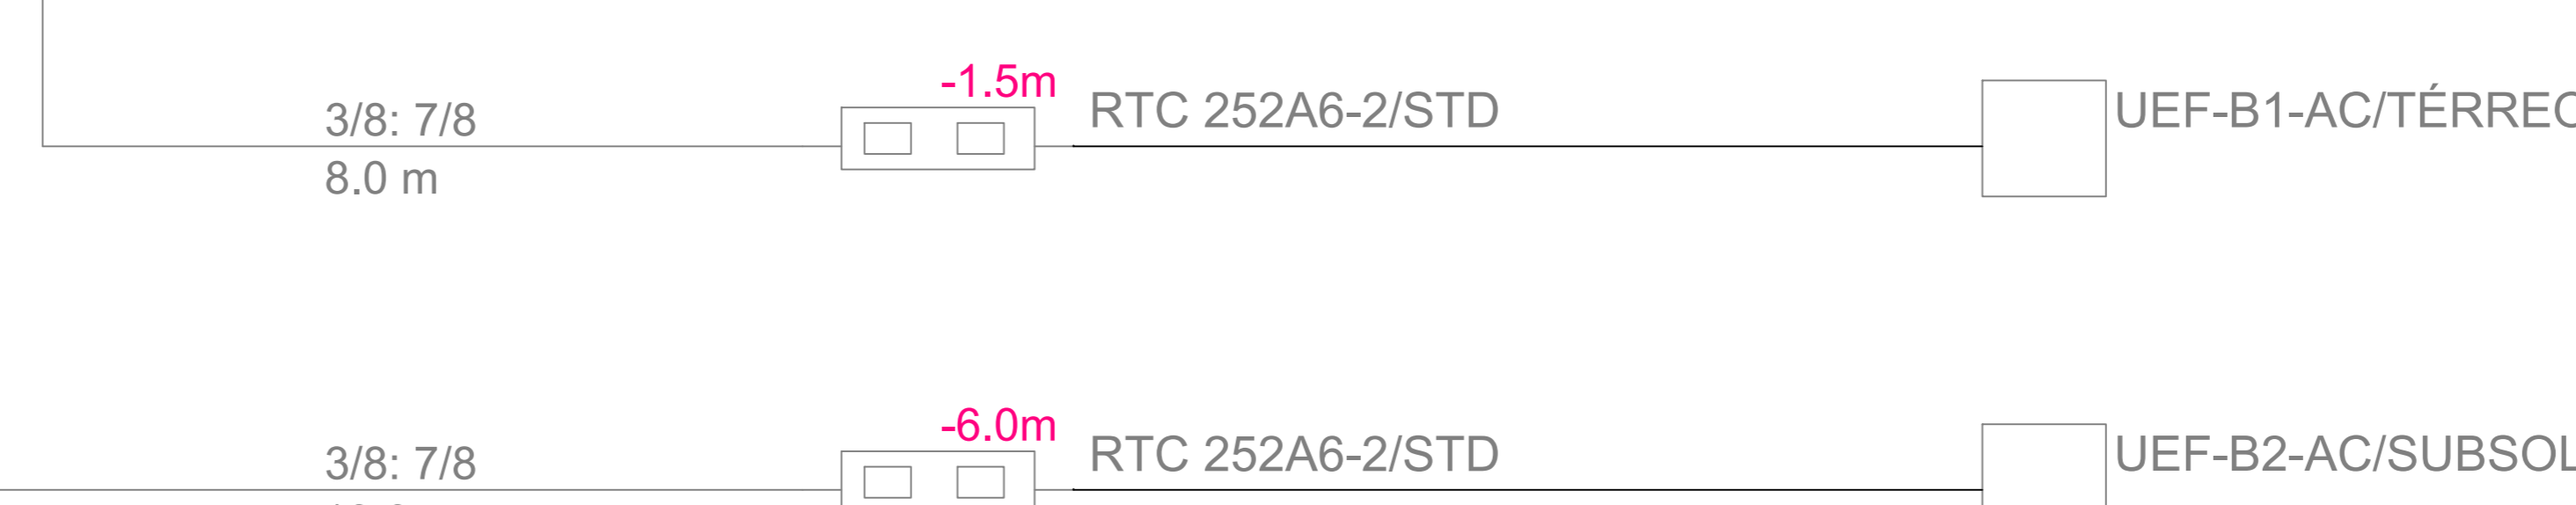 -1.5m
3/8: 7/8
RTC 252A6-2/STD
UEF-B1-AC/TÉRREO
8.0 m
-6.0m
3/8: 7/8
RTC 252A6-2/STD
UEF-B2-AC/SUBSOL